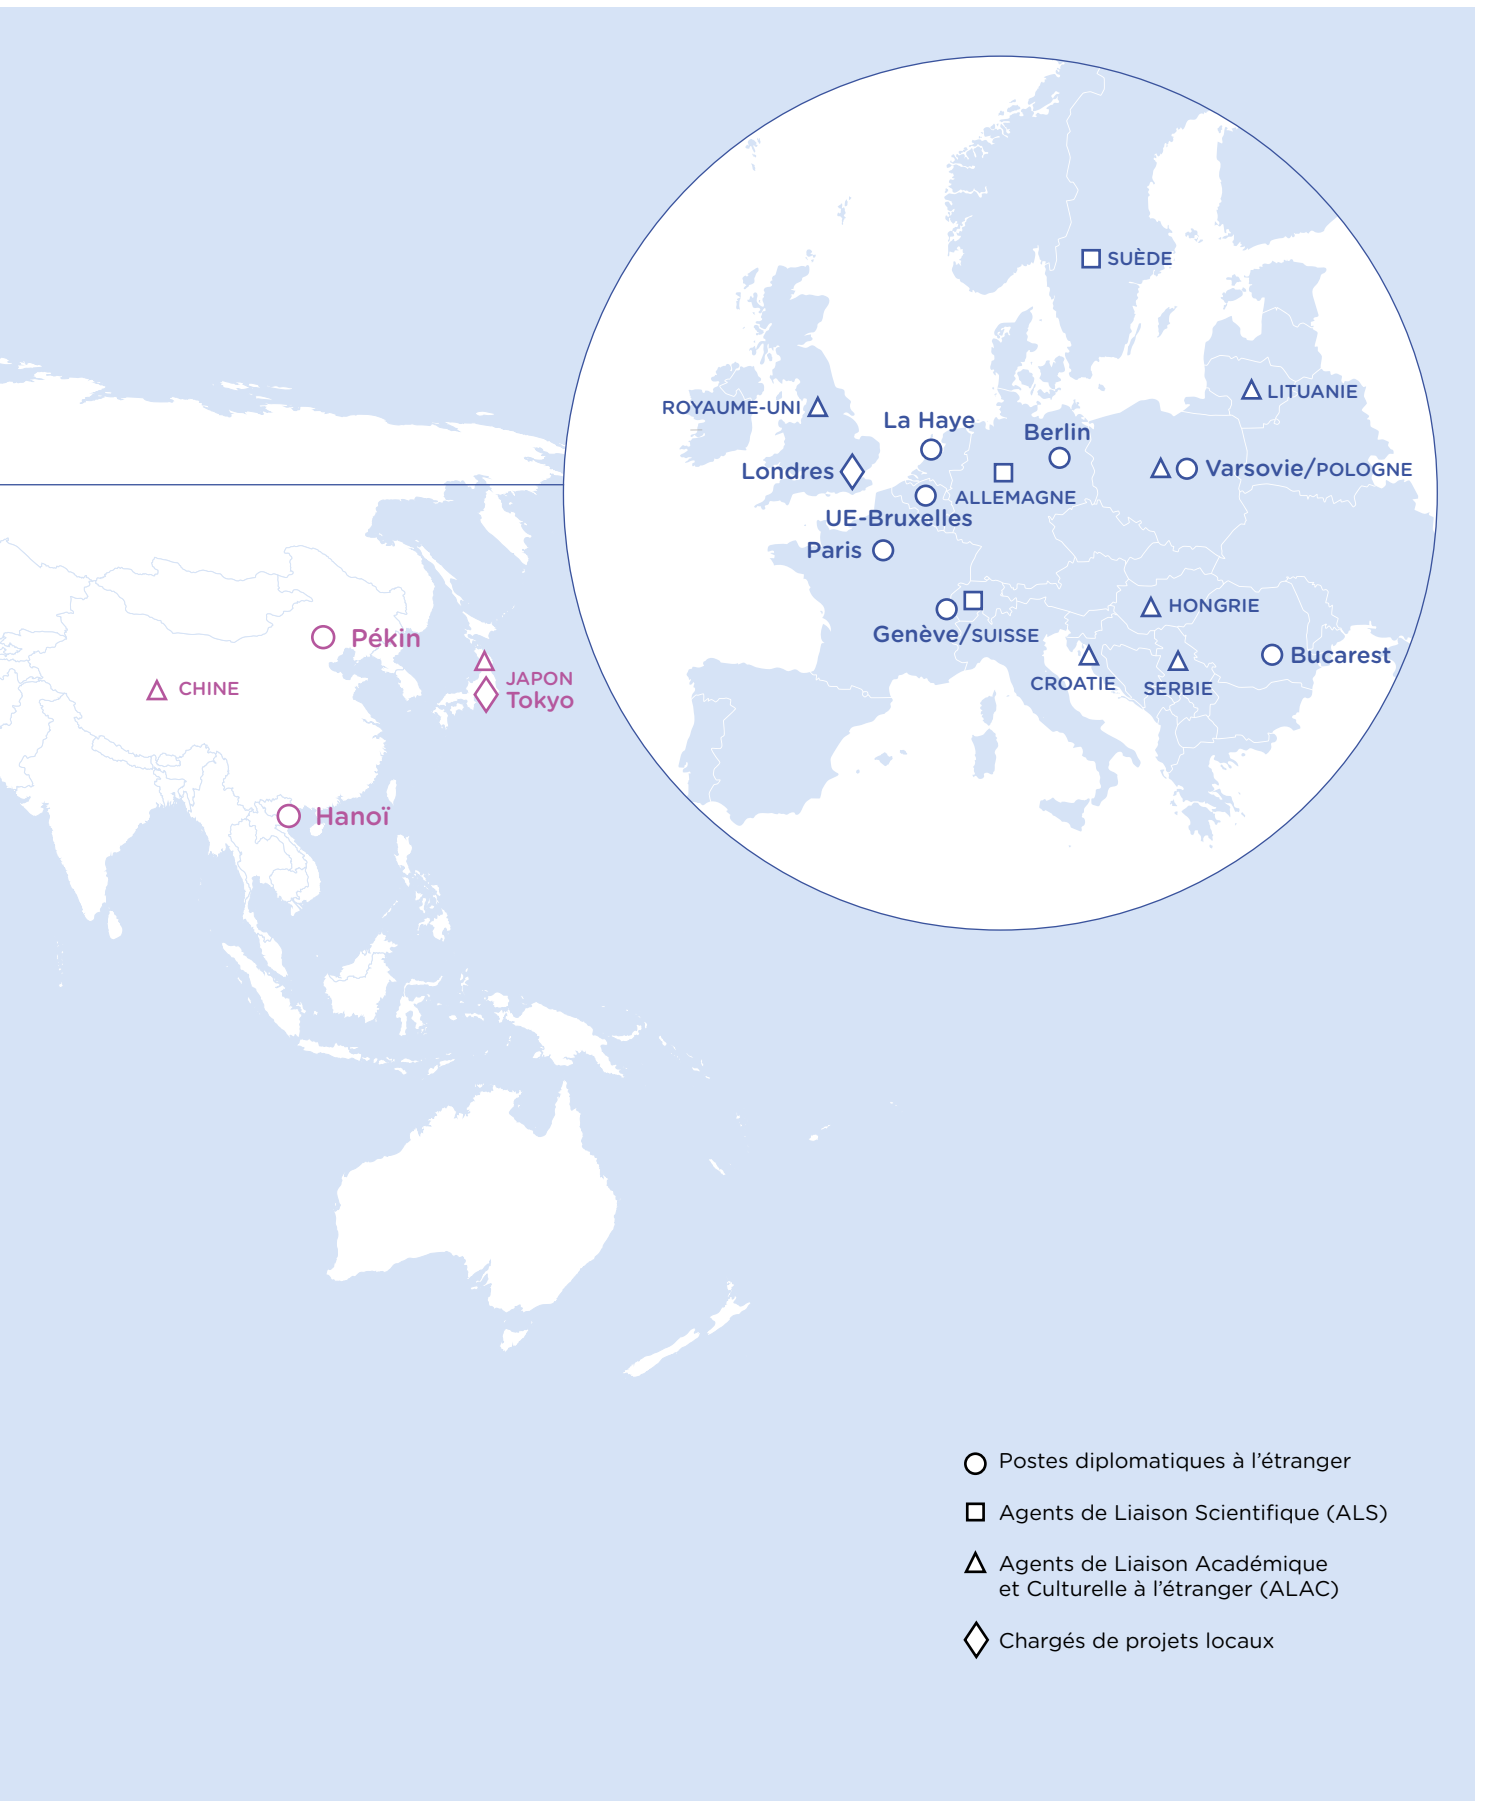 SUÈDE
LITUANIE
ROYAUME-UNI
La Haye
Berlin
Londres
Varsovie/POLOGNE
ALLEMAGNE
UE-Bruxelles
Paris
HONGRIE
Genève/SUISSE
Pékin
Bucarest
CROATIE
SERBIE
CHINE
JAPON
Tokyo
Hanoï
Postes diplomatiques à l’étranger
Agents de Liaison Scientifique (ALS)
Agents de Liaison Académique
et Culturelle à l’étranger (ALAC)
Chargés de projets locaux